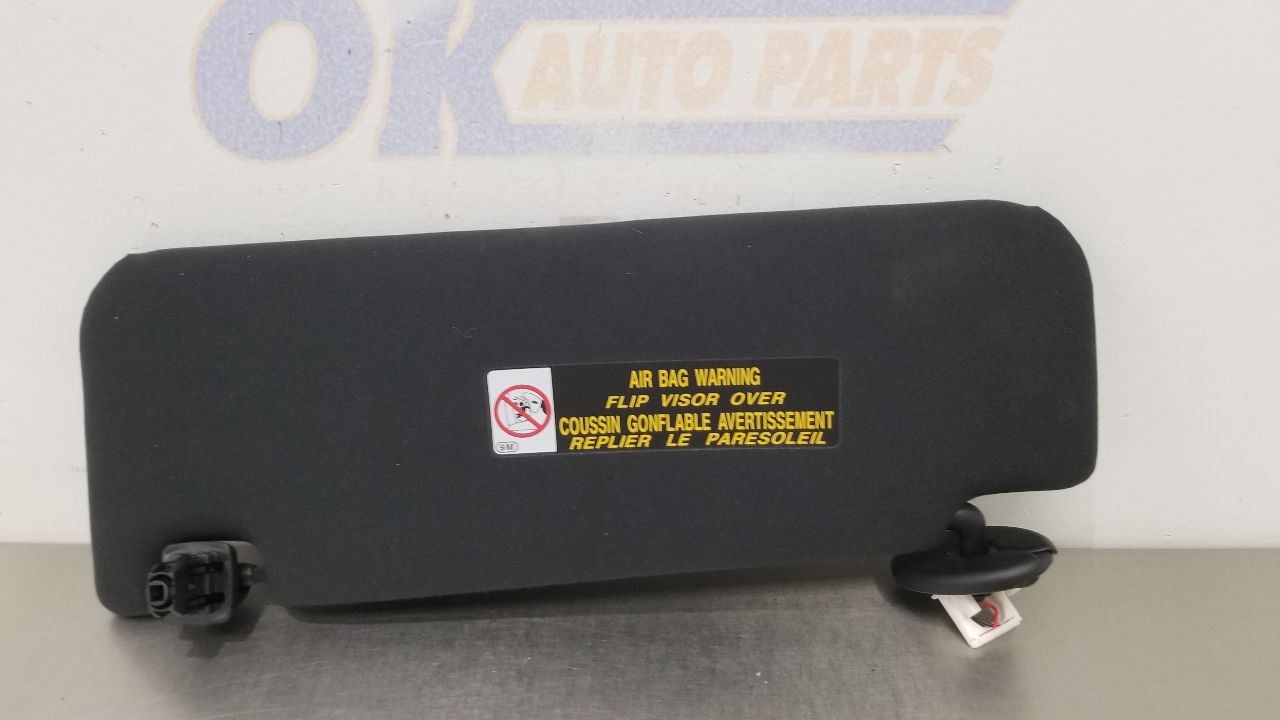 OK AUTO PARTS
AIR BAG WARNING
FLIP VISOR OVER
COUSSIN GONFLABLE AVERTISSEMENT
REPLIER LE PARESOLEIL